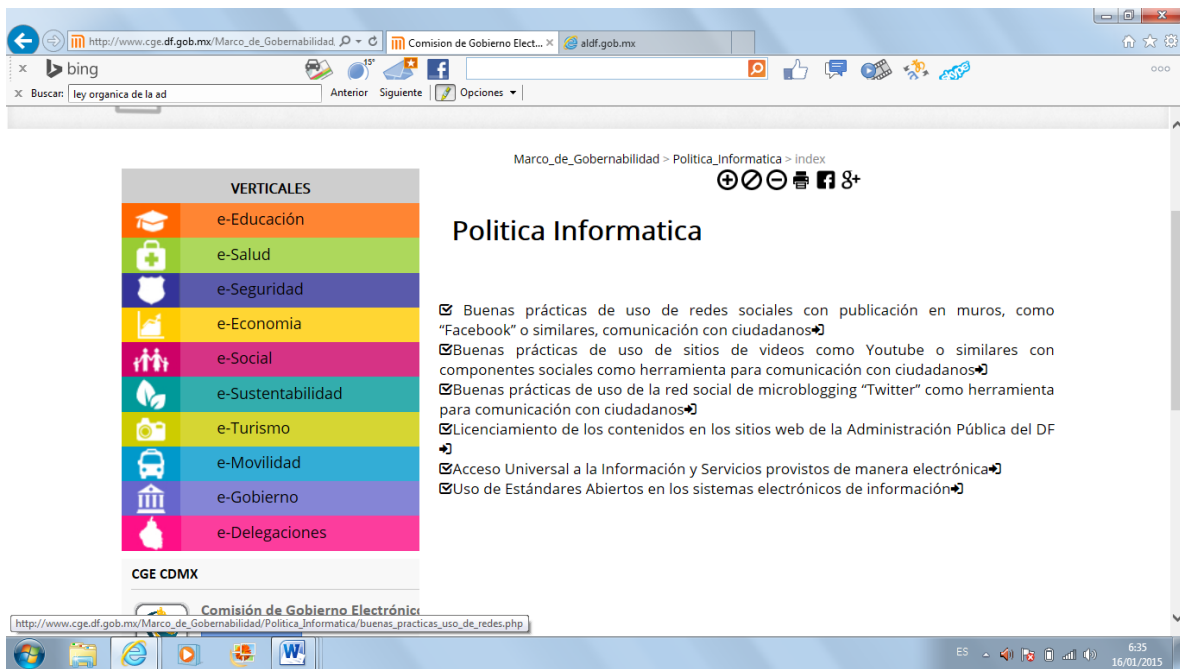 http://www.cge.df.gob.mx/Marco_de_Gobernabilidad,
Comision de Gobierno Elect...
aldf.gob.mx
bing
15°
x Buscar: ley organica de la ad Anterior Siguiente Opciones
Marco_de_Gobernabilidad > Politica_Informatica > index
VERTICALES
e-Educación
e-Salud
e-Seguridad
e-Economia
e-Social
e-Sustentabilidad
e-Turismo
e-Movilidad
e-Gobierno
e-Delegaciones
CGE CDMX
Comisión de Gobierno Electrónic
Politica Informatica
Buenas prácticas de uso de redes sociales con publicación en muros, como
“Facebook” o similares, comunicación con ciudadanos
Buenas prácticas de uso de sitios de videos como Youtube o similares con
componentes sociales como herramienta para comunicación con ciudadanos
Buenas prácticas de uso de la red social de microblogging “Twitter” como herramienta
para comunicación con ciudadanos
Licenciamiento de los contenidos en los sitios web de la Administración Pública del DF
Acceso Universal a la Información y Servicios provistos de manera electrónica
Uso de Estándares Abiertos en los sistemas electrónicos de información
http://www.cge.df.gob.mx/Marco_de_Gobernabilidad/Politica_Informatica/buenas_practicas_uso_de_redes.php
ES
6:35
16/01/2015